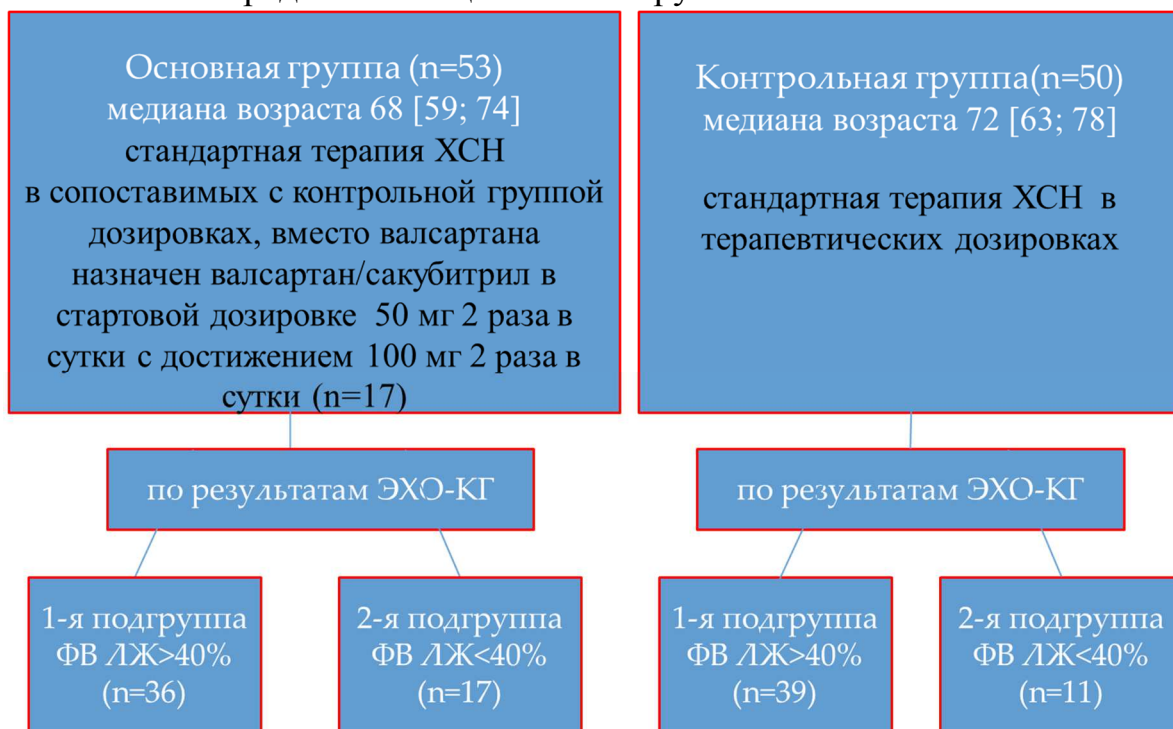 Основная группа (n=53)
медиана возраста 68 [59; 74]
стандартная терапия ХСН
в сопоставимых с контрольной группой
дозировках, вместо валсартана
назначен валсартан/сакубитрил в
стартовой дозировке 50 мг 2 раза в
сутки с достижением 100 мг 2 раза в
сутки (n=17)
Контрольная группа(n=50)
медиана возраста 72 [63; 78]
стандартная терапия ХСН в
терапевтических дозировках
по результатам ЭХО-КГ
по результатам ЭХО-КГ
1-я подгруппа
ФВ ЛЖ>40%
(n=36)
2-я подгруппа
ФВ ЛЖ<40%
(n=17)
1-я подгруппа
ФВ ЛЖ>40%
(n=39)
2-я подгруппа
ФВ ЛЖ<40%
(n=11)